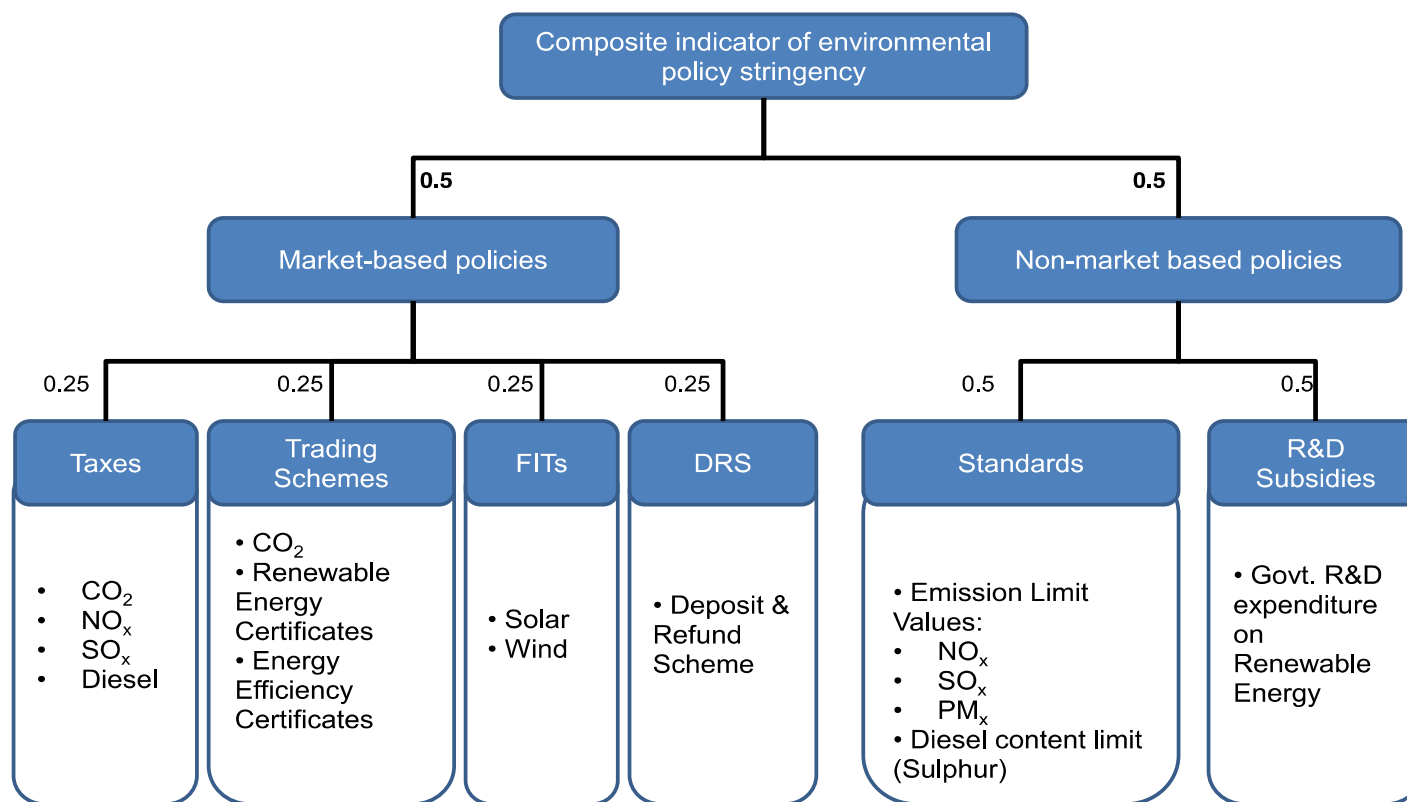 Composite indicator of environmental
policy stringency
0.5
0.5
Market-based policies
Non-market based policies
0.25
0.25
0.25
0.25
0.5
0.5
Taxes
Trading
Schemes
FITs
DRS
Standards
R&D
Subsidies
• CO₂
• NOₓ
• SOₓ
• Diesel
• CO₂
• Renewable
Energy
Certificates
• Energy
Efficiency
Certificates
• Solar
• Wind
• Deposit &
Refund
Scheme
• Emission Limit
Values:
• NOₓ
• SOₓ
• PMₓ
• Diesel content limit
(Sulphur)
• Govt. R&D
expenditure
on
Renewable
Energy